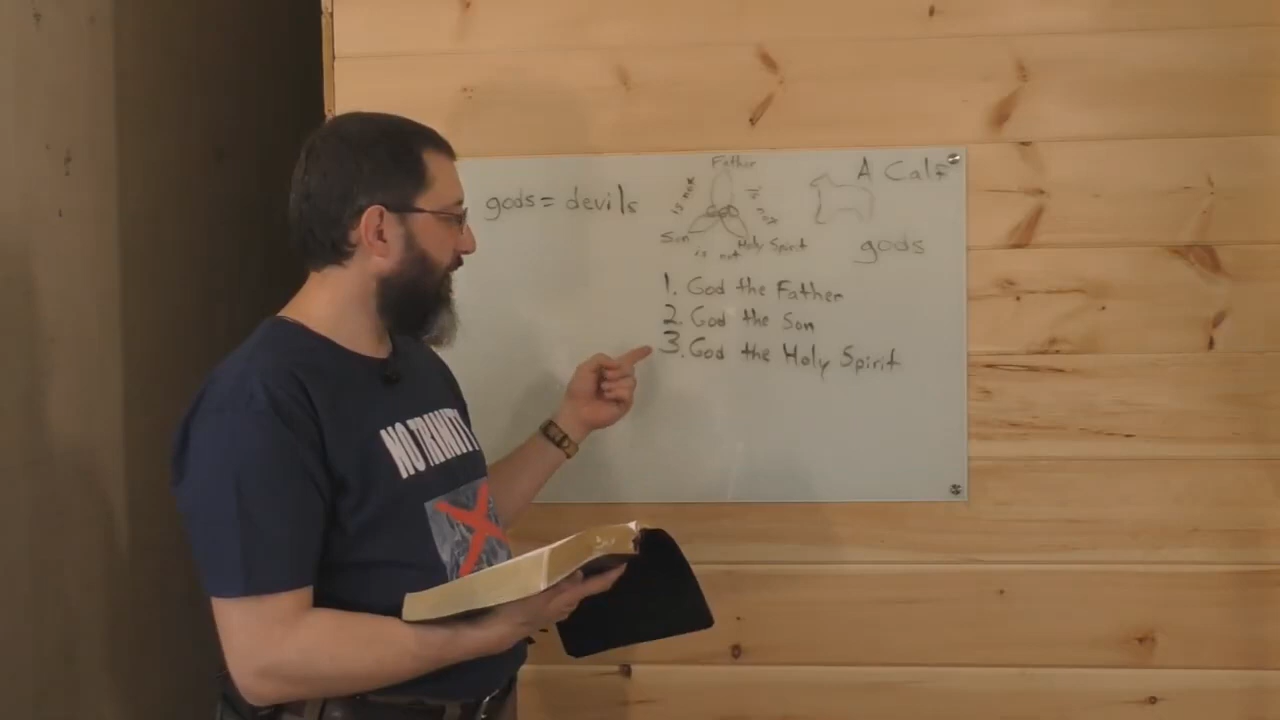 gods = devils
Father
is not
is not
Son
is not
Holy Spirit
A Calf
gods
1. God the Father
2. God the Son
3. God the Holy Spirit
NO TRINITY